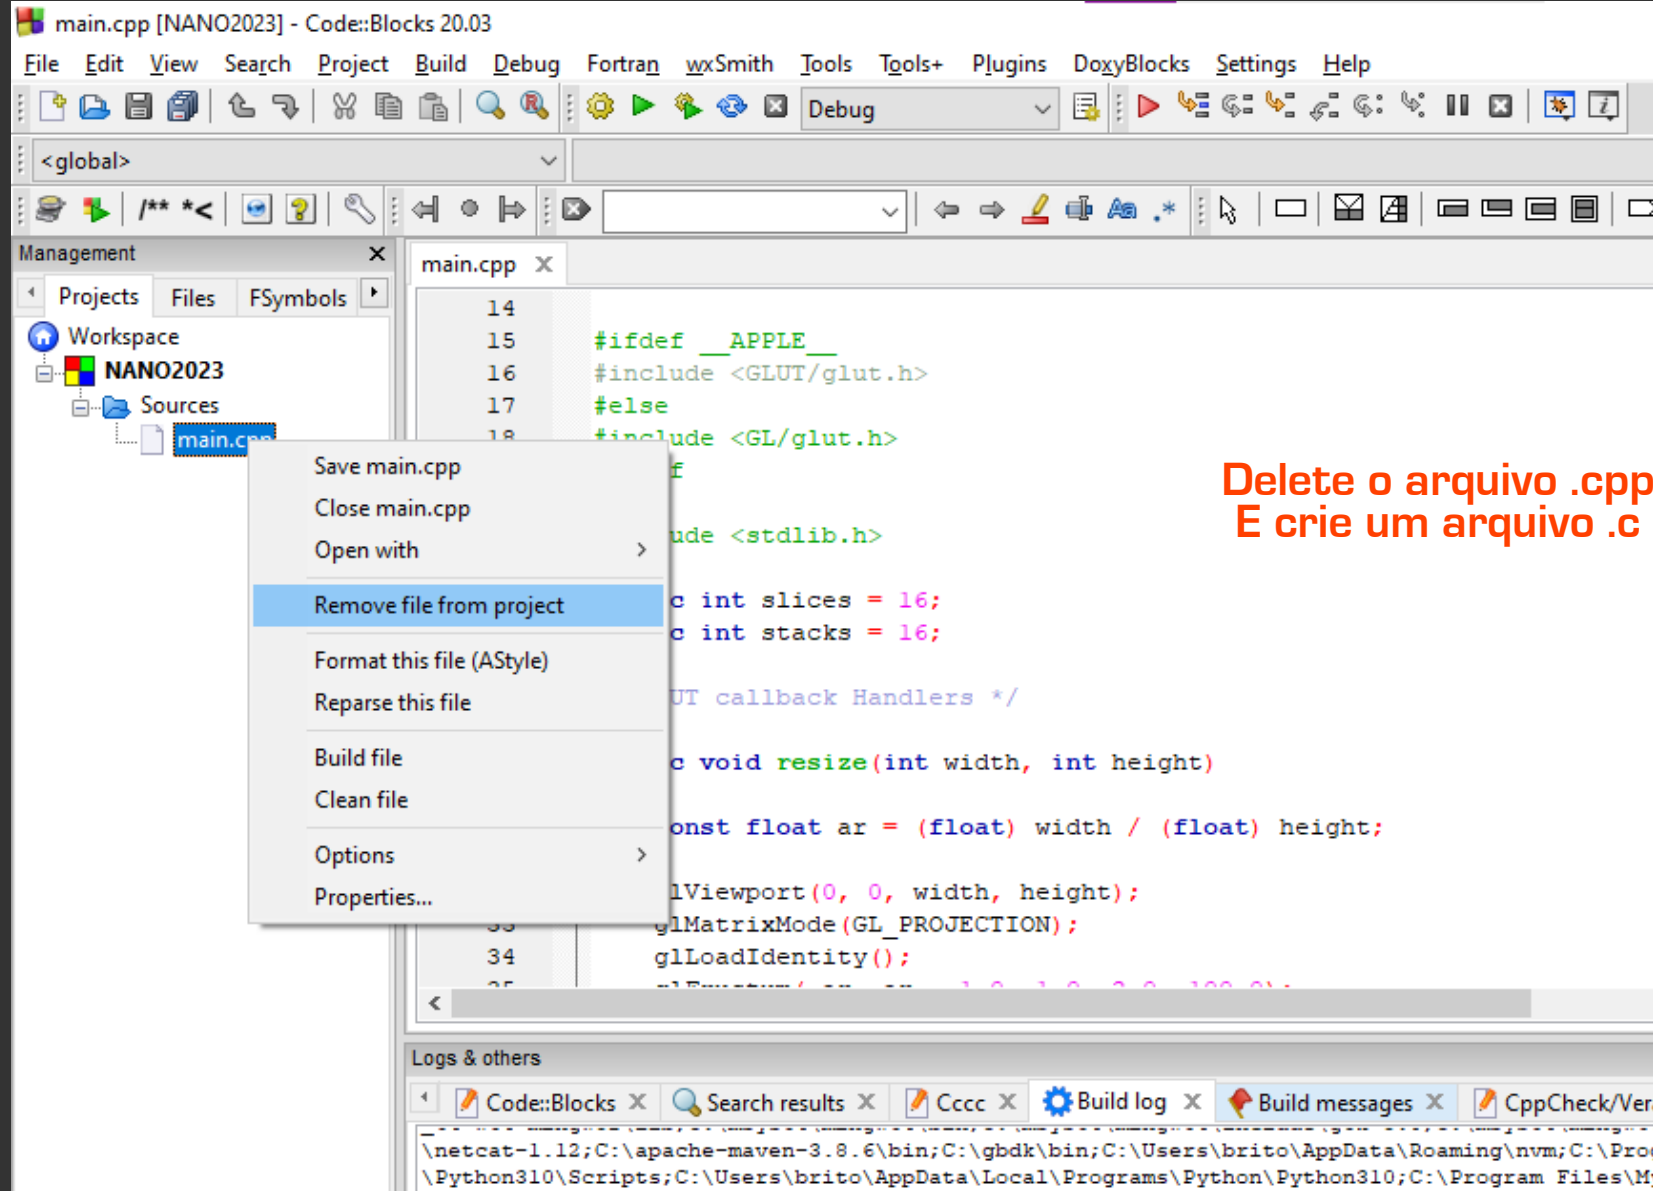 main.cpp [NANO2023] - Code::Blocks 20.03
File Edit View Search Project Build Debug Fortran wxSmith Tools Tools+ Plugins DoxyBlocks Settings Help
Debug
<global>
/** *<
Management
main.cpp
Projects Files FSymbols
14
Workspace
15 #ifdef __APPLE__
NANO2023
16 #include <GLUT/glut.h>
Sources
17 #else
main.cpp
18 #include <GL/glut.h>
Save main.cpp
f
Delete o arquivo .cpp
Close main.cpp
E crie um arquivo .c
Open with
ude <stdlib.h>
Remove file from project
c int slices = 16;
c int stacks = 16;
Format this file (AStyle)
Reparse this file
UT callback Handlers */
Build file
c void resize(int width, int height)
Clean file
onst float ar = (float) width / (float) height;
Options
Properties...
lViewport(0, 0, width, height);
33 glMatrixMode(GL_PROJECTION);
34 glLoadIdentity();
Logs & others
Code::Blocks Search results Cccc Build log Build messages CppCheck/Ver
\netcat-1.12;C:\apache-maven-3.8.6\bin;C:\gbdk\bin;C:\Users\brito\AppData\Roaming\nvm;C:\Pro
\Python310\Scripts;C:\Users\brito\AppData\Local\Programs\Python\Python310;C:\Program Files\M